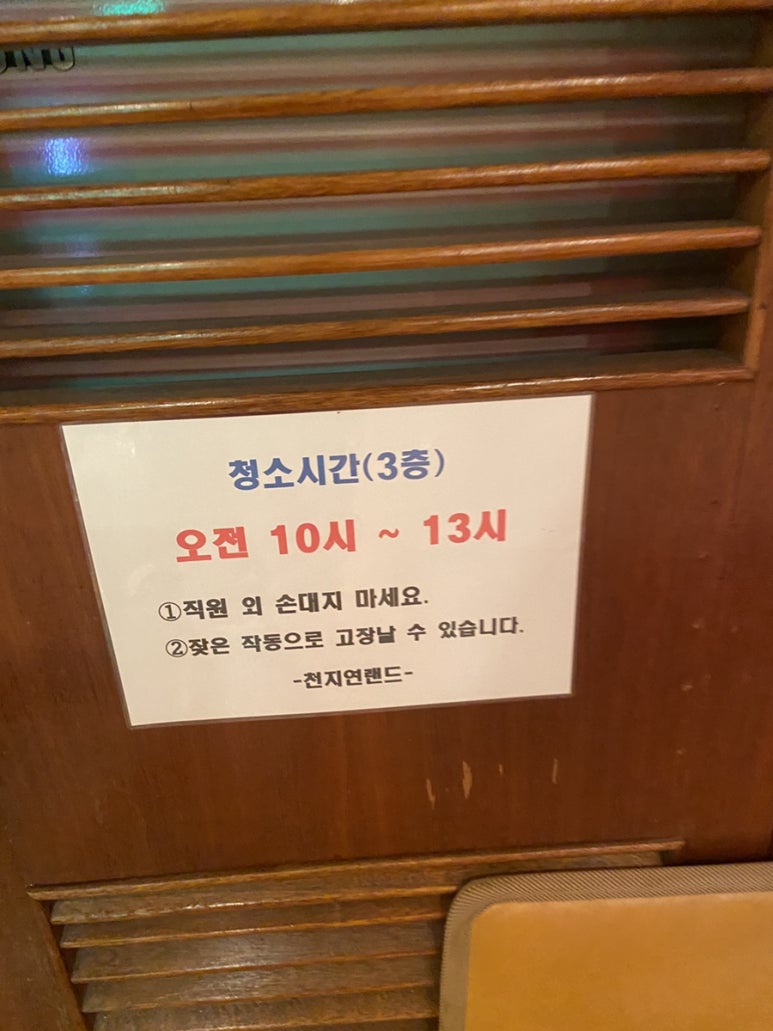 청소시간(3층)
오전 10시 ~ 13시
①직원 외 손대지 마세요.
②잦은 작동으로 고장날 수 있습니다.
-천지연랜드-